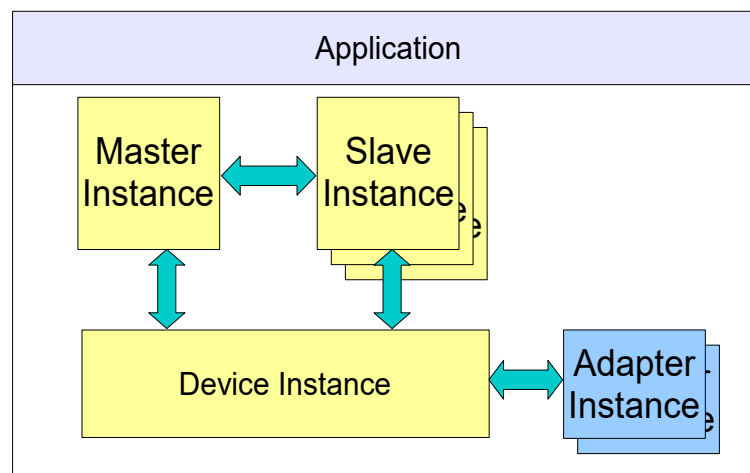 Application
Master
Instance
Slave
Instance
Device Instance
Adapter
Instance